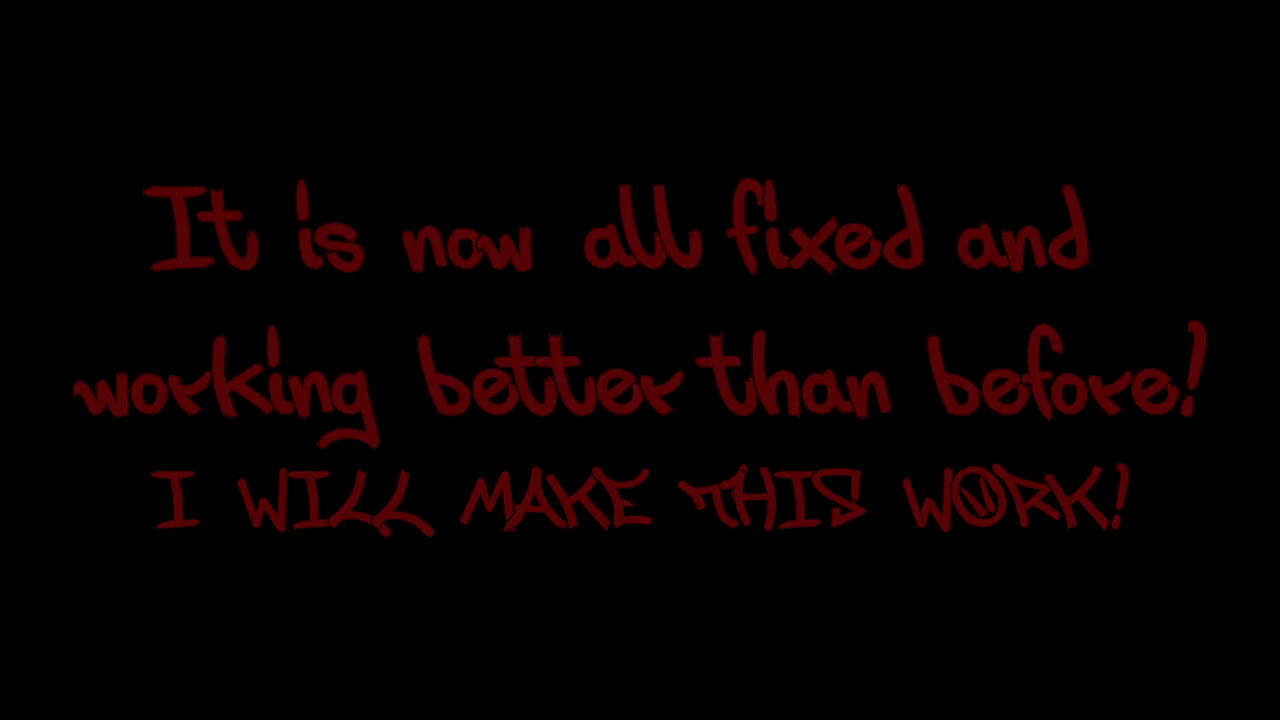 It is now all fixed and
working better than before!
I WILL MAKE THIS WORK!